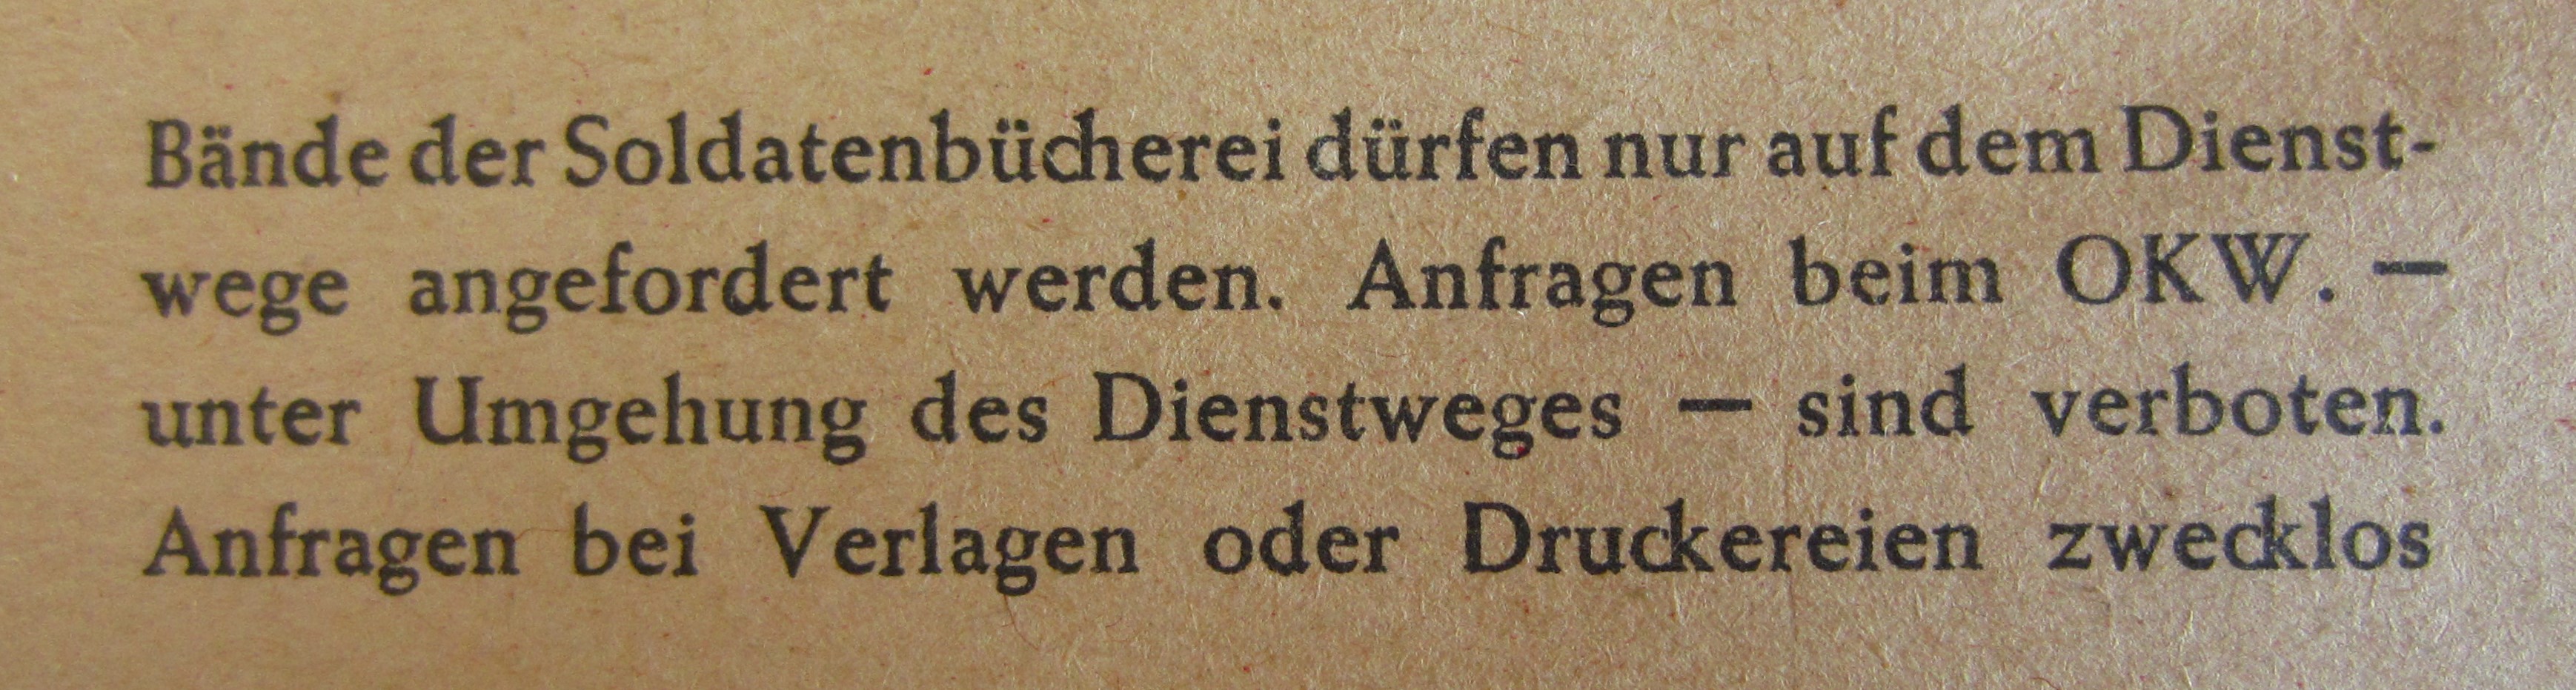 Bände der Soldatenbücherei dürfen nur auf dem Dienst-
wege angefordert werden. Anfragen beim OKW. —
unter Umgehung des Dienstweges — sind verboten.
Anfragen bei Verlagen oder Druckereien zwecklos